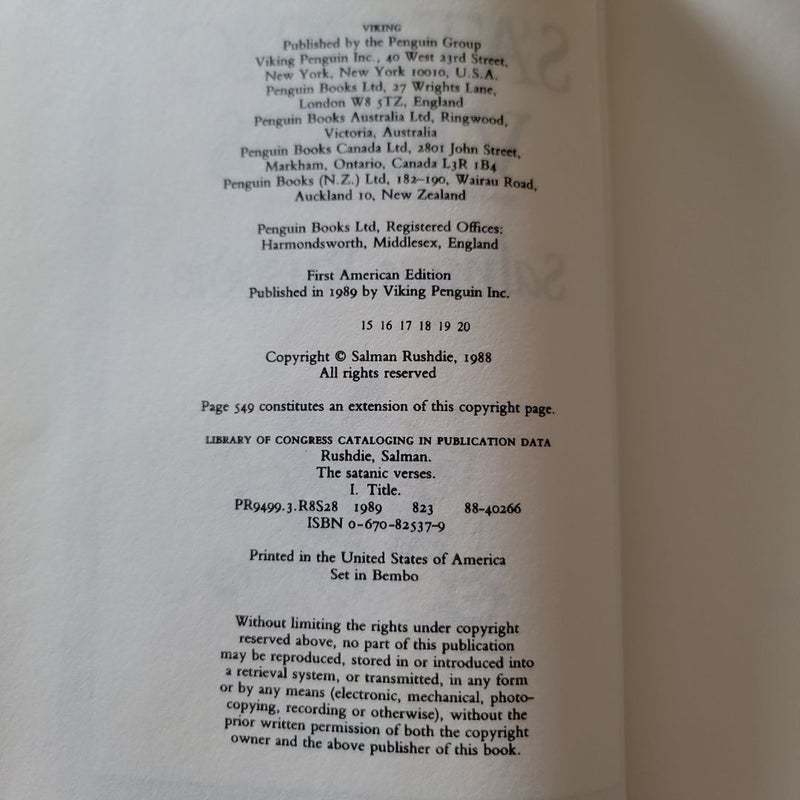 VIKING
Published by the Penguin Group
Viking Penguin Inc., 40 West 23rd Street,
New York, New York 10010, U.S.A.
Penguin Books Ltd, 27 Wrights Lane,
London W8 5TZ, England
Penguin Books Australia Ltd, Ringwood,
Victoria, Australia
Penguin Books Canada Ltd, 2801 John Street,
Markham, Ontario, Canada L3R 1B4
Penguin Books (N.Z.) Ltd, 182–190, Wairau Road,
Auckland 10, New Zealand
Penguin Books Ltd, Registered Offices:
Harmondsworth, Middlesex, England
First American Edition
Published in 1989 by Viking Penguin Inc.
15 16 17 18 19 20
Copyright © Salman Rushdie, 1988
All rights reserved
Page 549 constitutes an extension of this copyright page.
LIBRARY OF CONGRESS CATALOGING IN PUBLICATION DATA
Rushdie, Salman.
The satanic verses.
I. Title.
PR9499.3.R8S28 1989 823 88-40266
ISBN 0-670-82537-9
Printed in the United States of America
Set in Bembo
Without limiting the rights under copyright
reserved above, no part of this publication
may be reproduced, stored in or introduced into
a retrieval system, or transmitted, in any form
or by any means (electronic, mechanical, photo-
copying, recording or otherwise), without the
prior written permission of both the copyright
owner and the above publisher of this book.